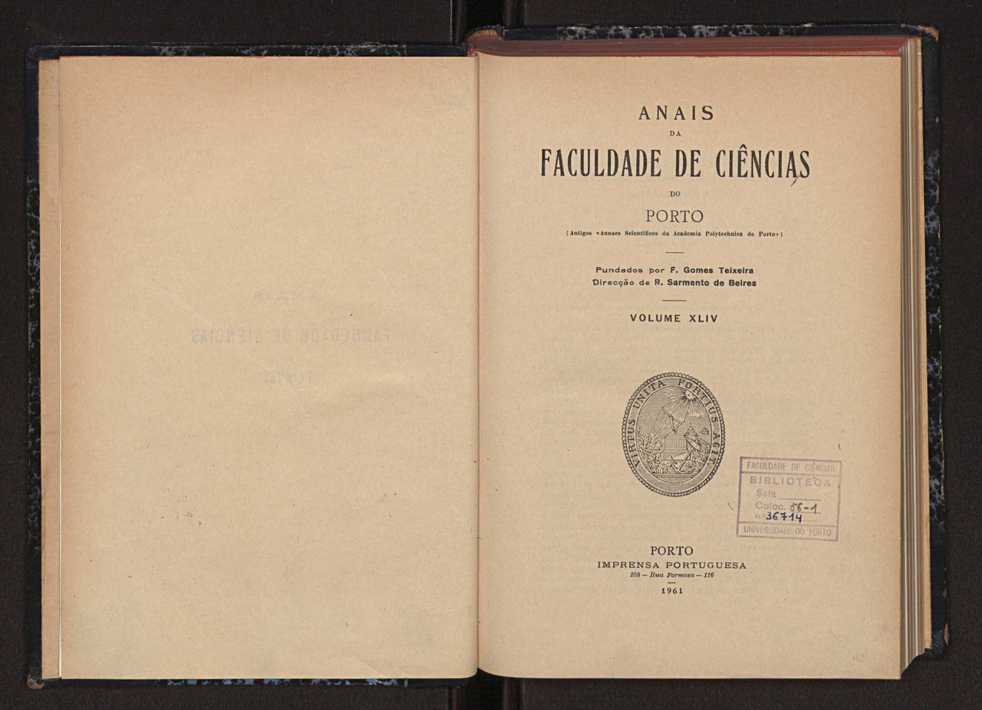 ANAIS
DA
FACULDADE DE CIÊNCIAS
DO
PORTO
(Antigos «Annaes Scientificos da Academia Polytechnica do Porto»)
Fundados por F. Gomes Teixeira
Direcção de R. Sarmento de Beires
VOLUME XLIV
VIRTUS UNITA FORTIUS AGIT
FACULDADE DE CIÊNCIAS
BIBLIOTECA
Sala
Coloc. 56-1
36714
UNIVERSIDADE DO PORTO
PORTO
IMPRENSA PORTUGUESA
108 — Rua Formosa — 116
1961